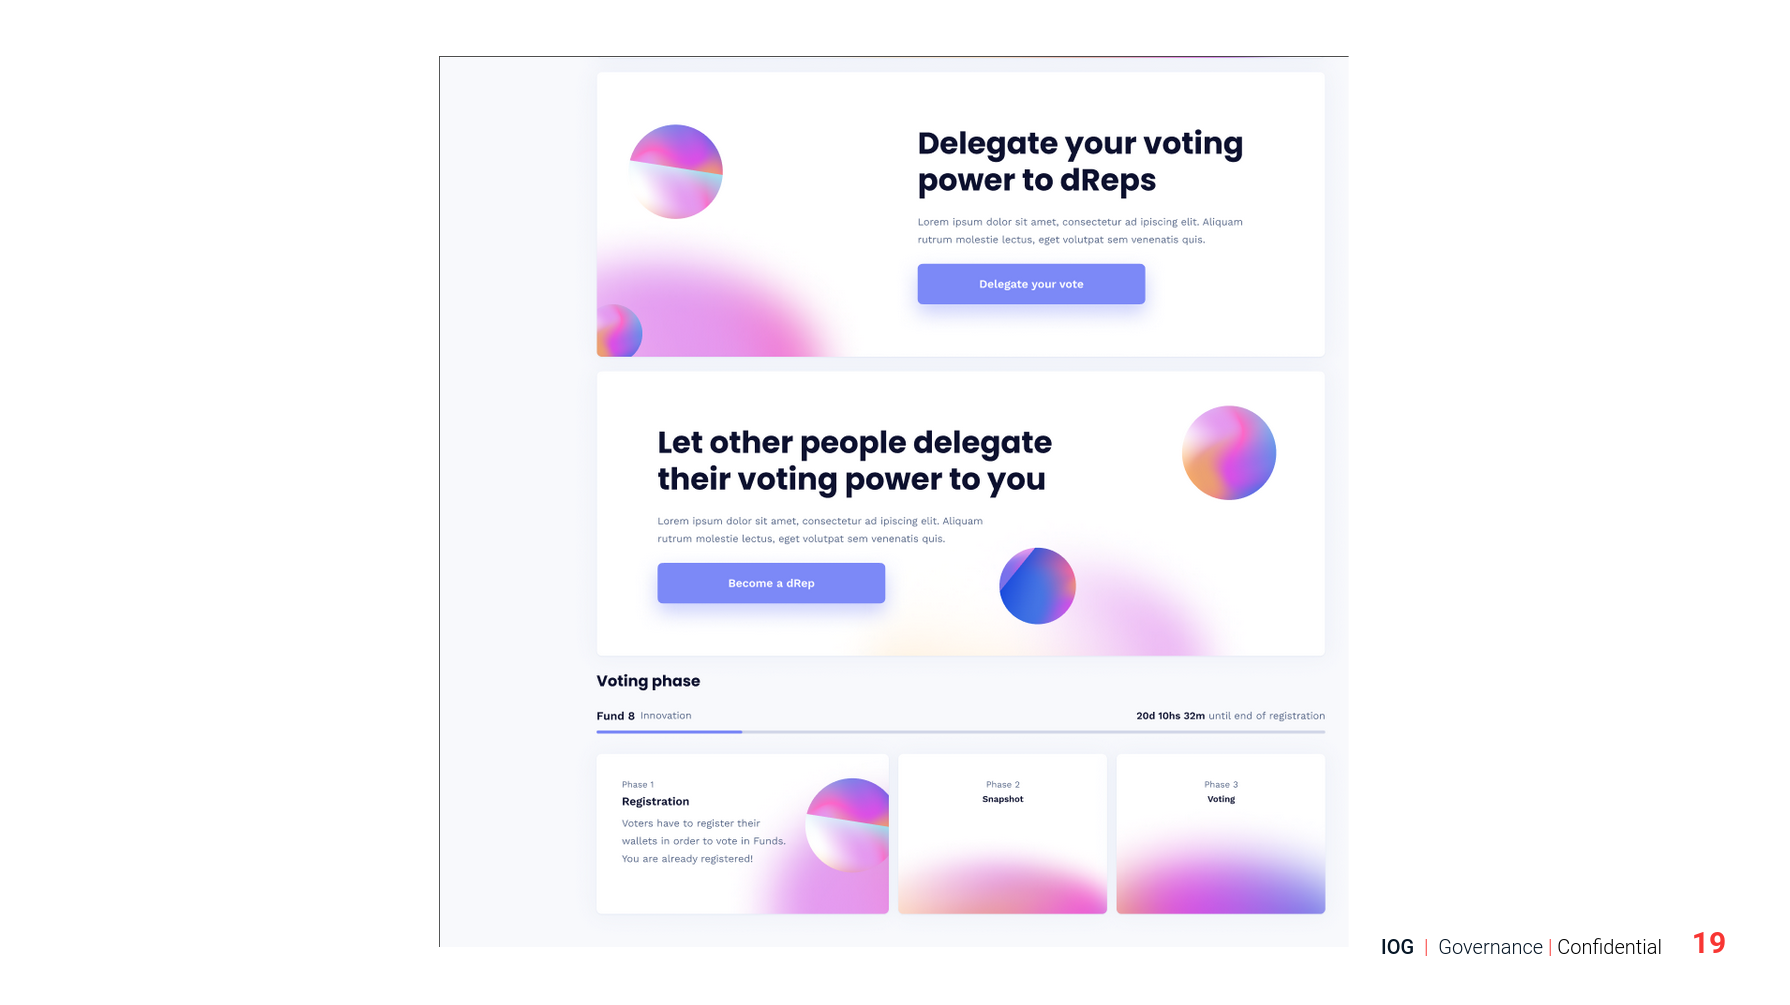 Delegate your voting
power to dReps
Lorem ipsum dolor sit amet, consectetur ad ipiscing elit. Aliquam
rutrum molestie lectus, eget volutpat sem venenatis quis.
Delegate your vote
Let other people delegate
their voting power to you
Lorem ipsum dolor sit amet, consectetur ad ipiscing elit. Aliquam
rutrum molestie lectus, eget volutpat sem venenatis quis.
Become a dRep
Voting phase
Fund 8 Innovation
20d 10hs 32m until end of registration
Phase 1
Registration
Voters have to register their
wallets in order to vote in Funds.
You are already registered!
Phase 2
Snapshot
Phase 3
Voting
IOG | Governance | Confidential 19